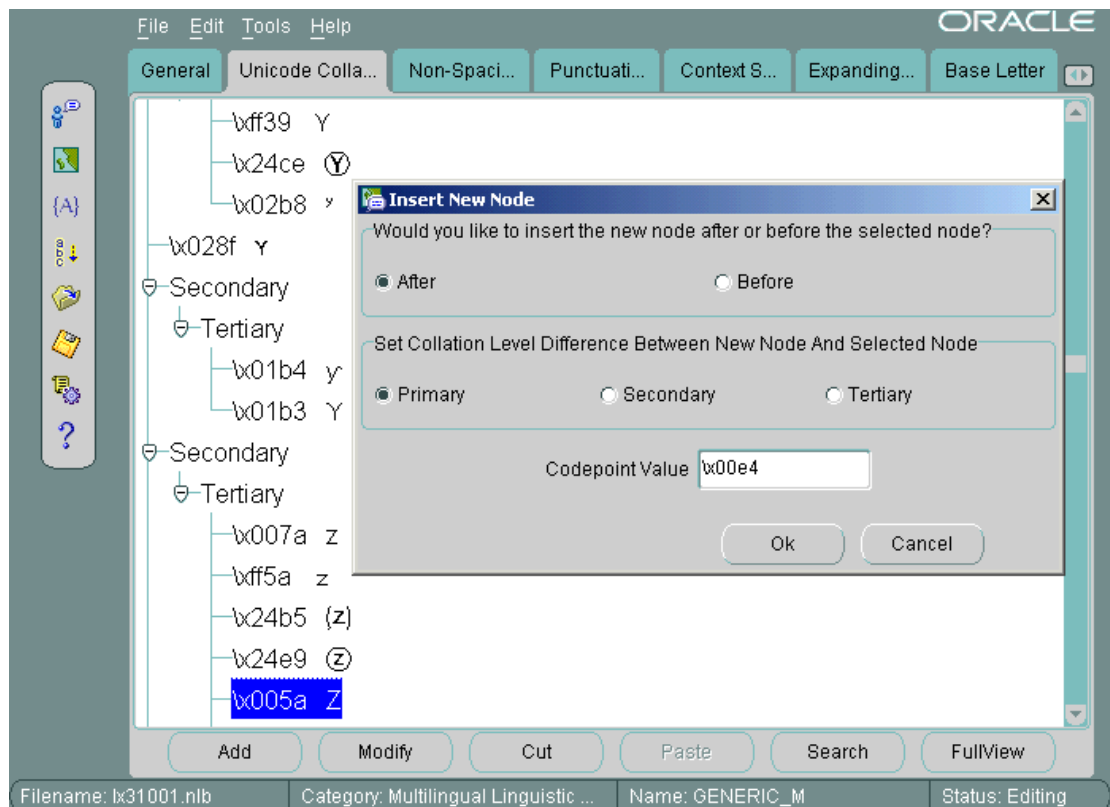 File Edit Tools Help
ORACLE
General Unicode Colla... Non-Spaci... Punctuati... Context S... Expanding... Base Letter
{A}
a
b
c
?
\xff39 Y
\x24ce Ⓨ
\x02b8 ʸ
\x028f ʏ
Secondary
Tertiary
\x01b4 ƴ
\x01b3 Ƴ
Secondary
Tertiary
\x007a z
\xff5a z
\x24b5 ⒵
\x24e9 ⓩ
\x005a Z
Insert New Node
Would you like to insert the new node after or before the selected node?
After Before
Set Collation Level Difference Between New Node And Selected Node
Primary Secondary Tertiary
Codepoint Value \x00e4
Ok Cancel
Add Modify Cut Paste Search FullView
Filename: lx31001.nlb Category: Multilingual Linguistic ... Name: GENERIC_M Status: Editing